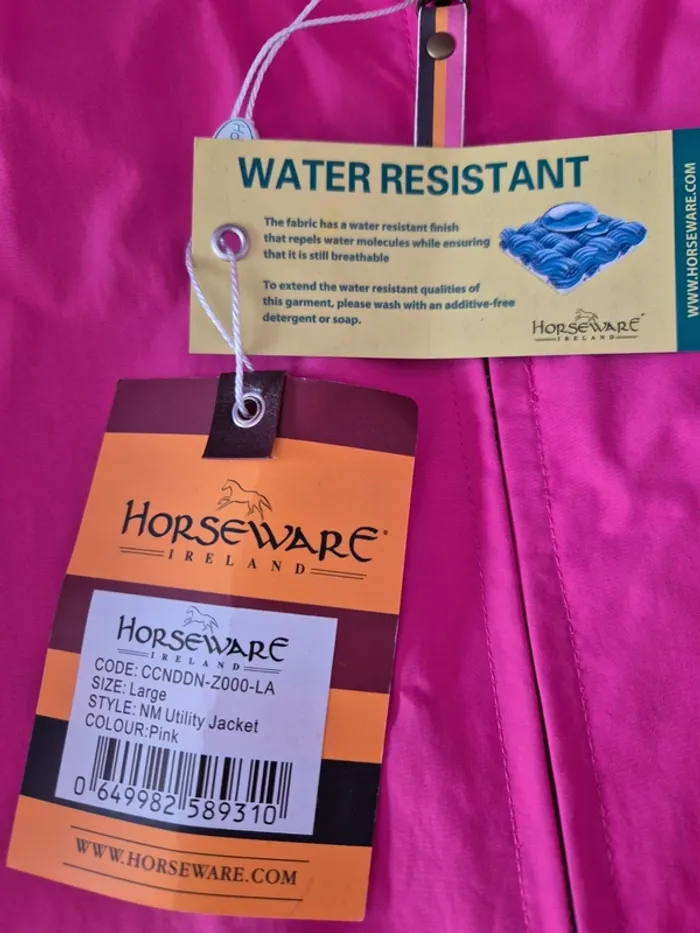 WATER RESISTANT
The fabric has a water resistant finish
that repels water molecules while ensuring
that it is still breathable
To extend the water resistant qualities of
this garment, please wash with an additive-free
detergent or soap.
HORSEWARE
IRELAND
WWW.HORSEWARE.COM
HORSEWARE
IRELAND
HORSEWARE
IRELAND
CODE: CCNDDN-Z000-LA
SIZE: Large
STYLE: NM Utility Jacket
COLOUR:Pink
0 649982 589310
WWW.HORSEWARE.COM